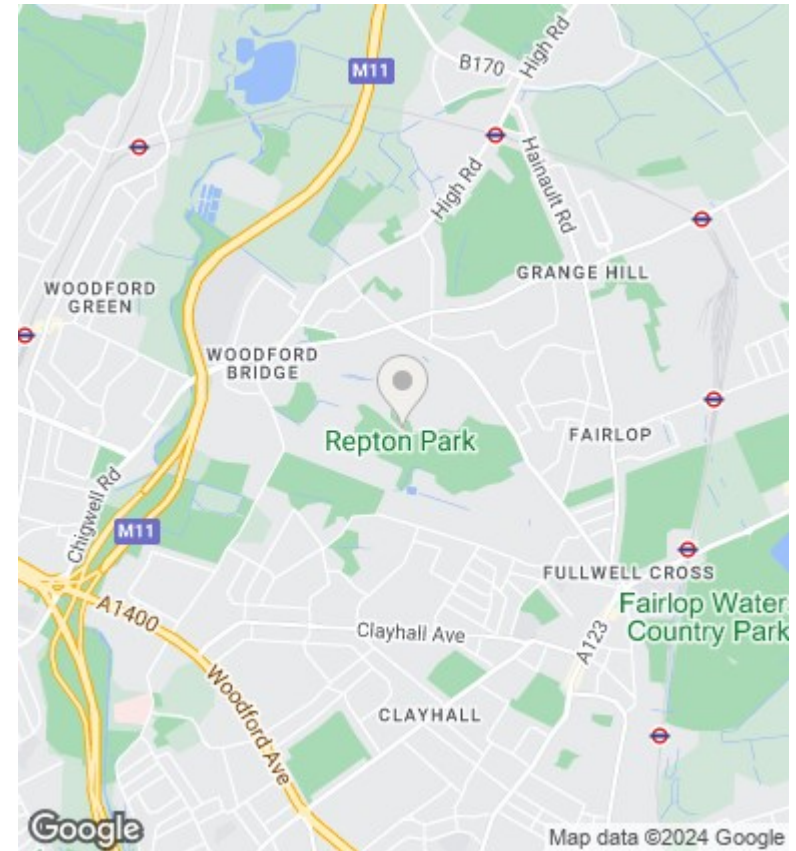 M11
B170
High Rd
High Rd
Hainault Rd
GRANGE HILL
WOODFORD
GREEN
WOODFORD
BRIDGE
Repton Park
FAIRLOP
Chigwell Rd
M11
FULLWELL CROSS
Fairlop Water
Country Park
A1400
Clayhall Ave
A123
Woodford Ave
CLAYHALL
Google
Map data ©2024 Google